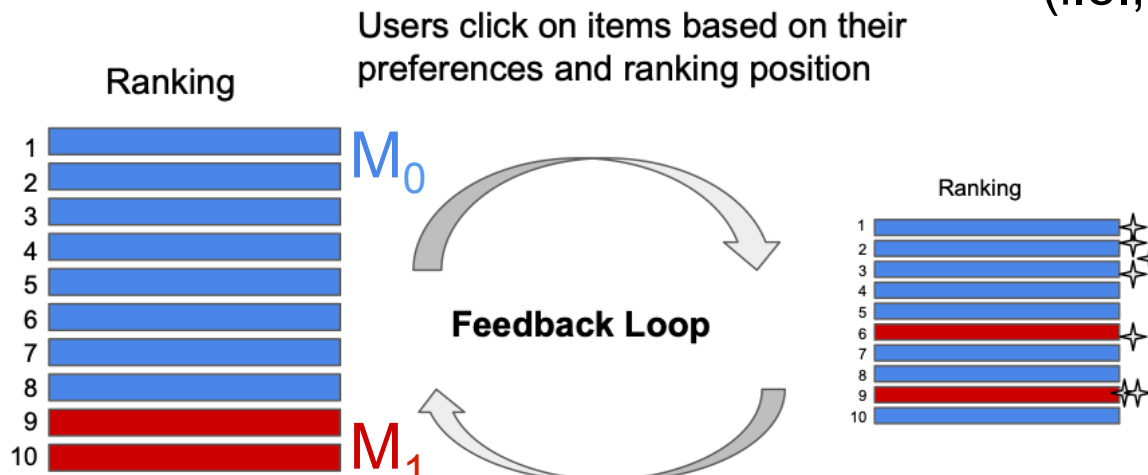 Users click on items based on their
preferences and ranking position
Ranking
1
2
3
4
5
6
7
8
9
10
M0
M1
Feedback Loop
Ranking
1
2
3
4
5
6
7
8
9
10